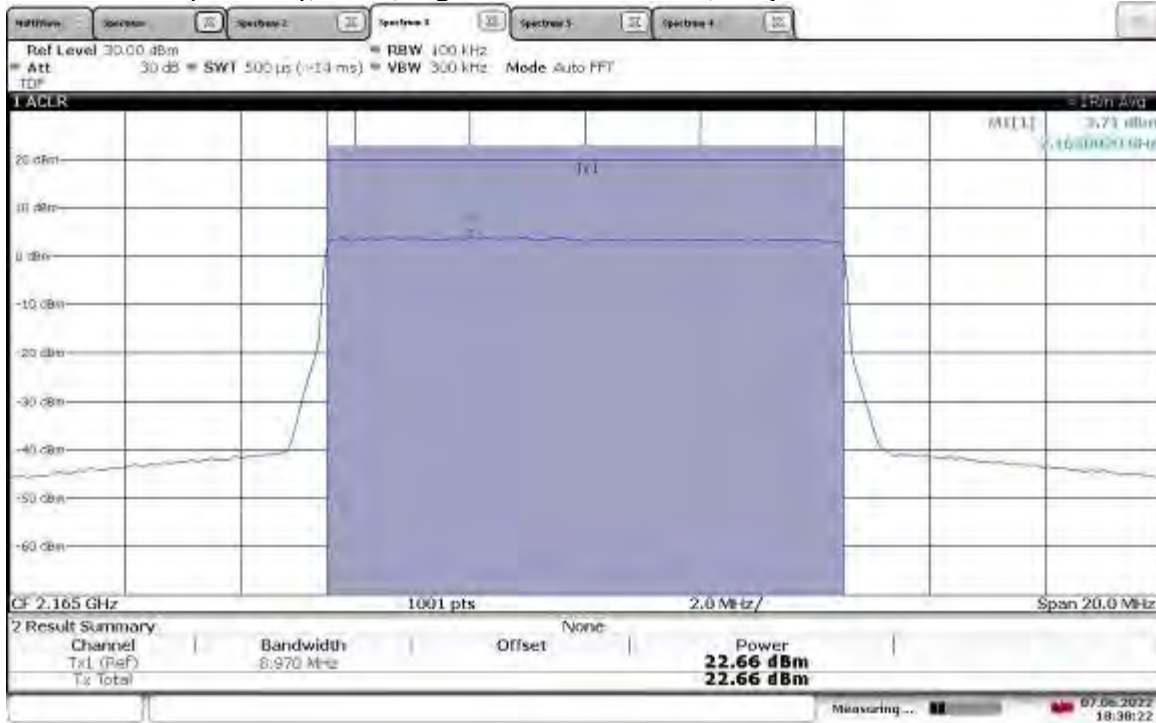 MultiView Spectrum Spectrum 2 Spectrum 3 Spectrum 5 Spectrum 4
Ref Level 30.00 dBm RBW 100 kHz
Att 30 dB SWT 500 µs (~14 ms) VBW 300 kHz Mode Auto FFT
TDF
1 ACLR 1Rm Avg
M1[1] 3.71 dBm
20 dBm
Tx1
10 dBm
0 dBm
-10 dBm
-20 dBm
-30 dBm
-40 dBm
-50 dBm
-60 dBm
CF 2.165 GHz 1001 pts 2.0 MHz/ Span 20.0 MHz
2 Result Summary None
Channel Bandwidth Offset Power
Tx1 (Ref) 8.970 MHz 22.66 dBm
Tx Total 22.66 dBm
Measuring... 07.06.2022
18:38:22